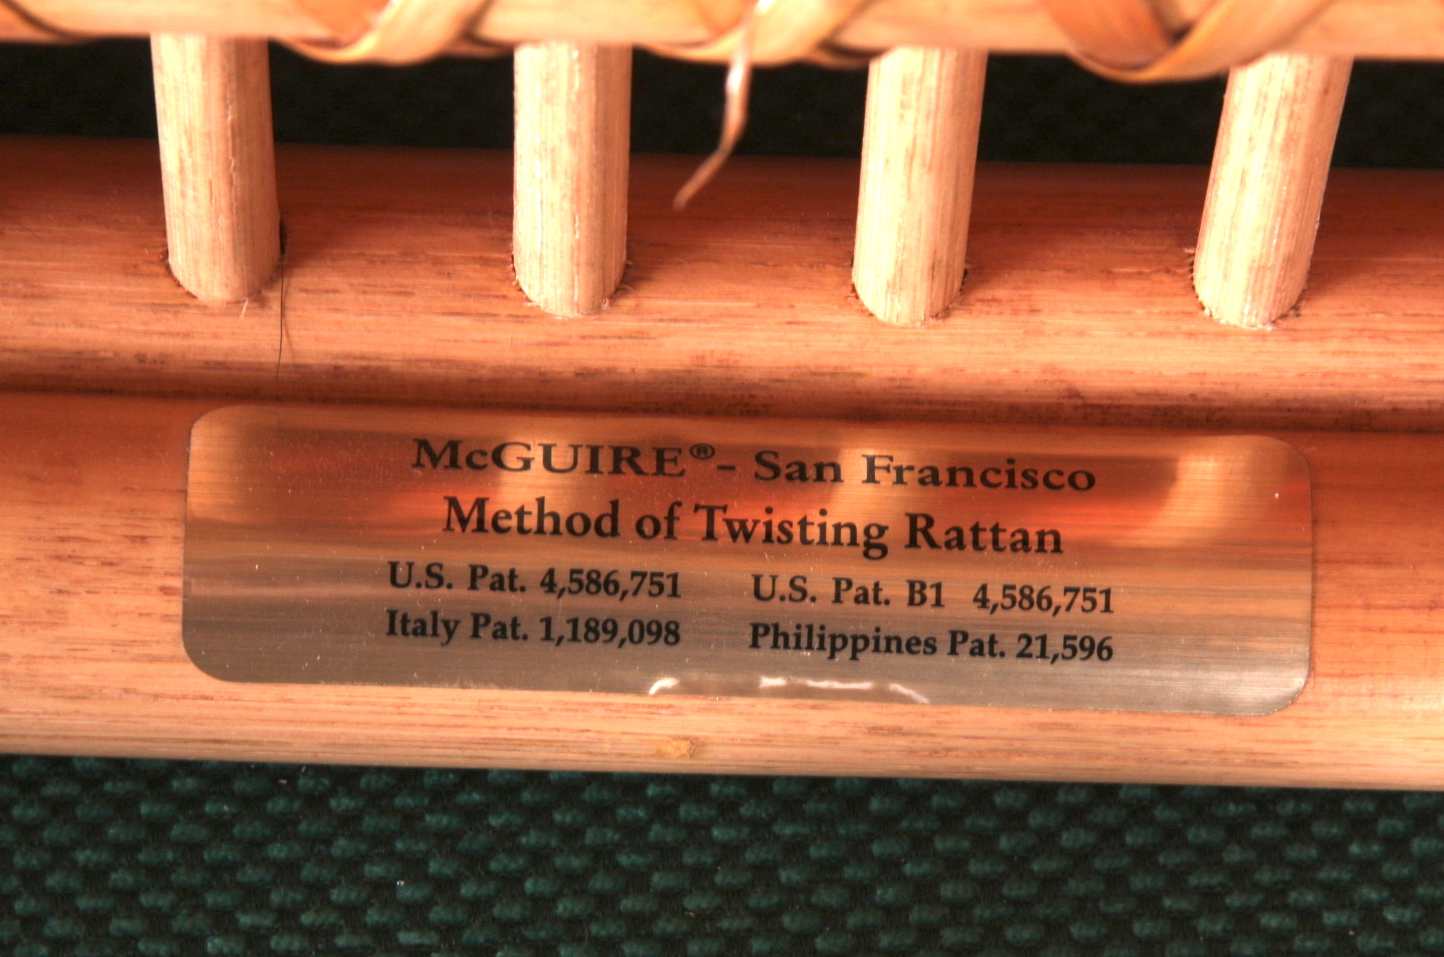 McGUIRE®- San Francisco
Method of Twisting Rattan
U.S. Pat. 4,586,751 U.S. Pat. B1 4,586,751
Italy Pat. 1,189,098 Philippines Pat. 21,596